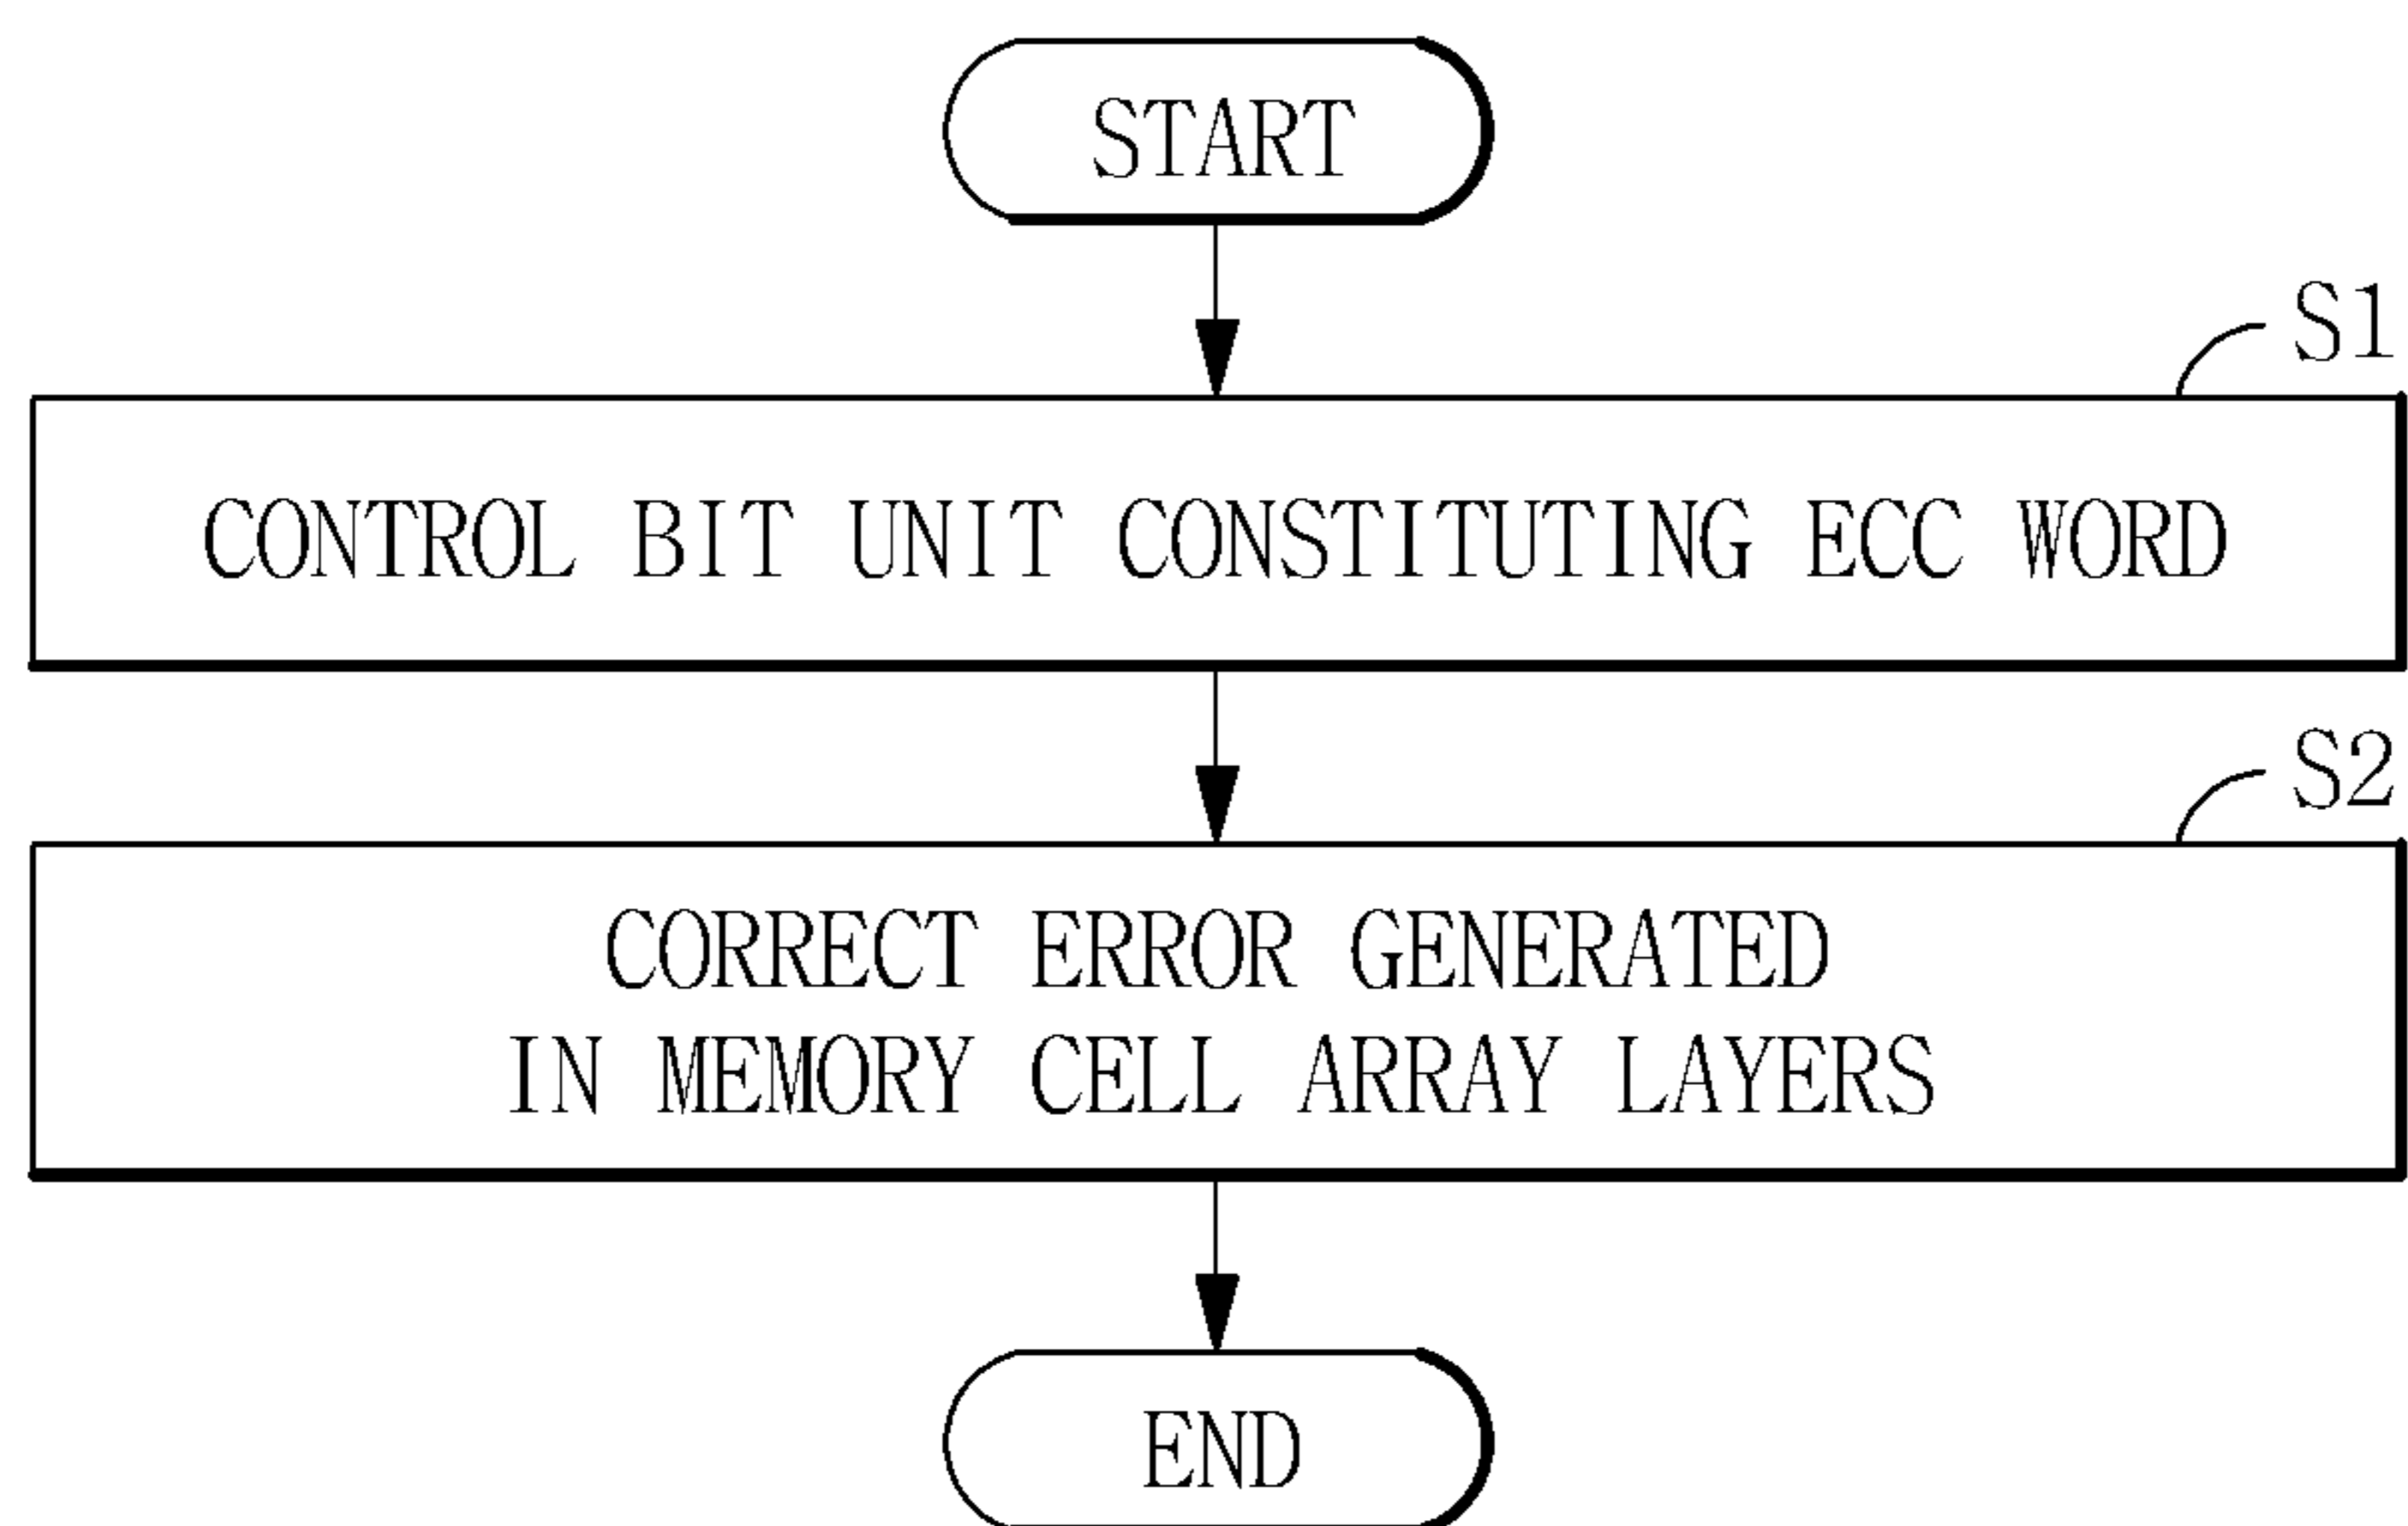 START
S1
CONTROL BIT UNIT CONSTITUTING ECC WORD
S2
CORRECT ERROR GENERATED
IN MEMORY CELL ARRAY LAYERS
END